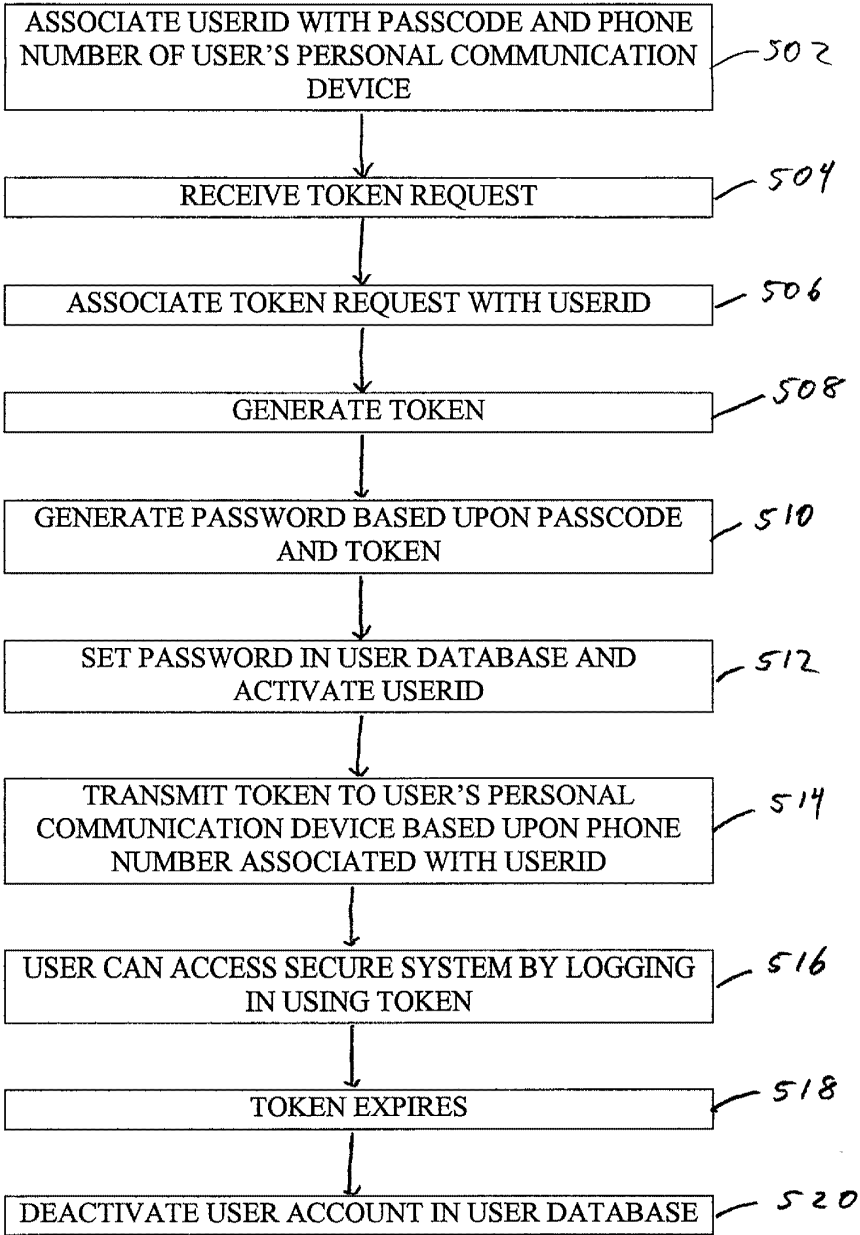 ASSOCIATE USERID WITH PASSCODE AND PHONE
NUMBER OF USER'S PERSONAL COMMUNICATION
DEVICE
502
RECEIVE TOKEN REQUEST
504
ASSOCIATE TOKEN REQUEST WITH USERID
506
GENERATE TOKEN
508
GENERATE PASSWORD BASED UPON PASSCODE
AND TOKEN
510
SET PASSWORD IN USER DATABASE AND
ACTIVATE USERID
512
TRANSMIT TOKEN TO USER'S PERSONAL
COMMUNICATION DEVICE BASED UPON PHONE
NUMBER ASSOCIATED WITH USERID
514
USER CAN ACCESS SECURE SYSTEM BY LOGGING
IN USING TOKEN
516
TOKEN EXPIRES
518
DEACTIVATE USER ACCOUNT IN USER DATABASE
520